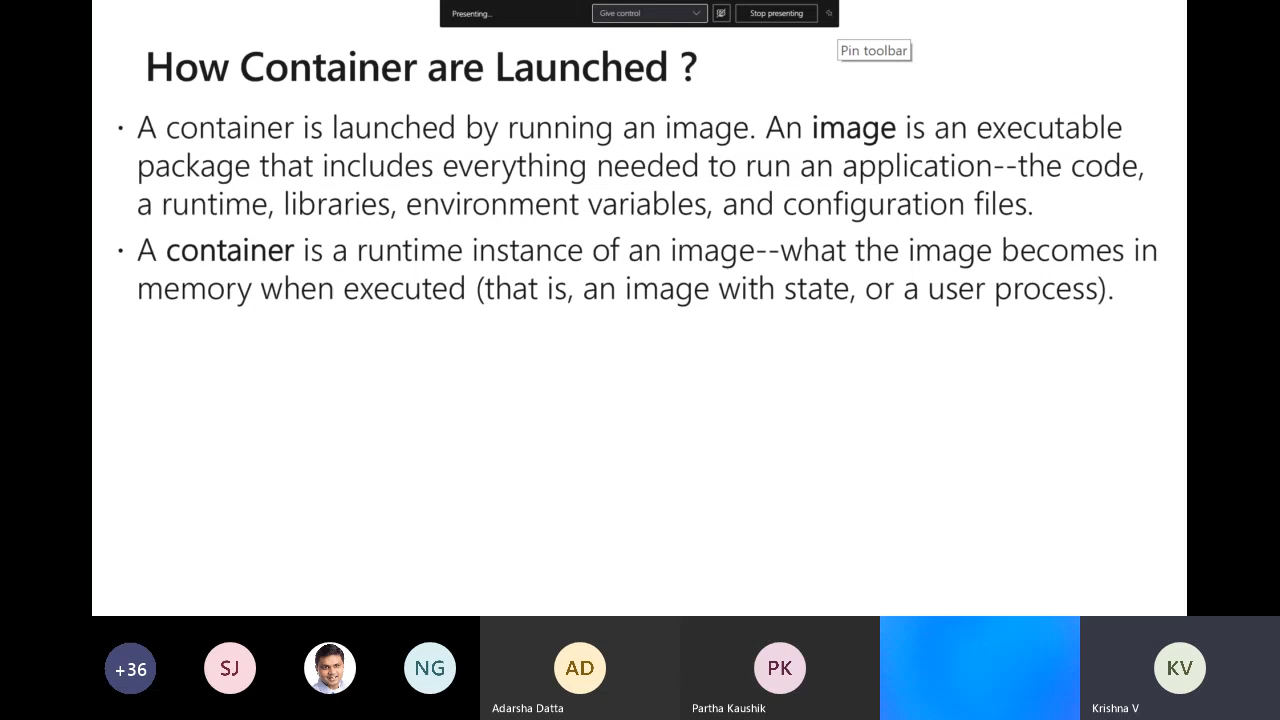 Presenting...
Give control
Stop presenting
Pin toolbar
How Container are Launched ?
• A container is launched by running an image. An image is an executable
package that includes everything needed to run an application--the code,
a runtime, libraries, environment variables, and configuration files.
• A container is a runtime instance of an image--what the image becomes in
memory when executed (that is, an image with state, or a user process).
+36
SJ
NG
AD
PK
KV
Adarsha Datta
Partha Kaushik
Krishna V